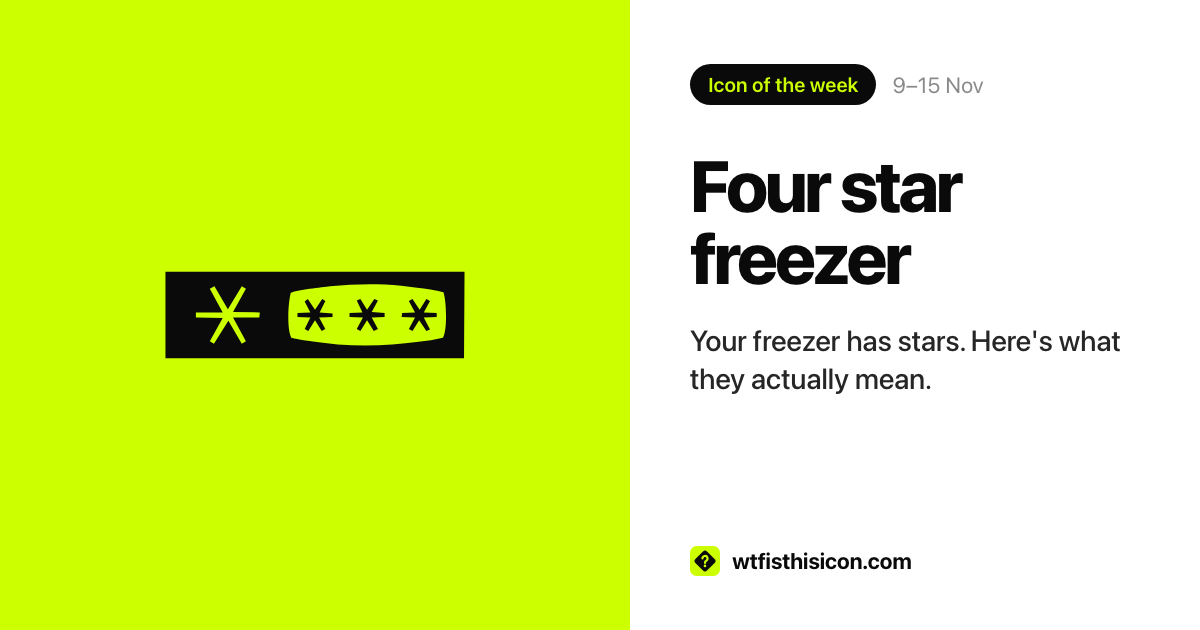 Icon of the week
9–15 Nov
Four star
freezer
Your freezer has stars. Here's what
they actually mean.
wtfisthisicon.com